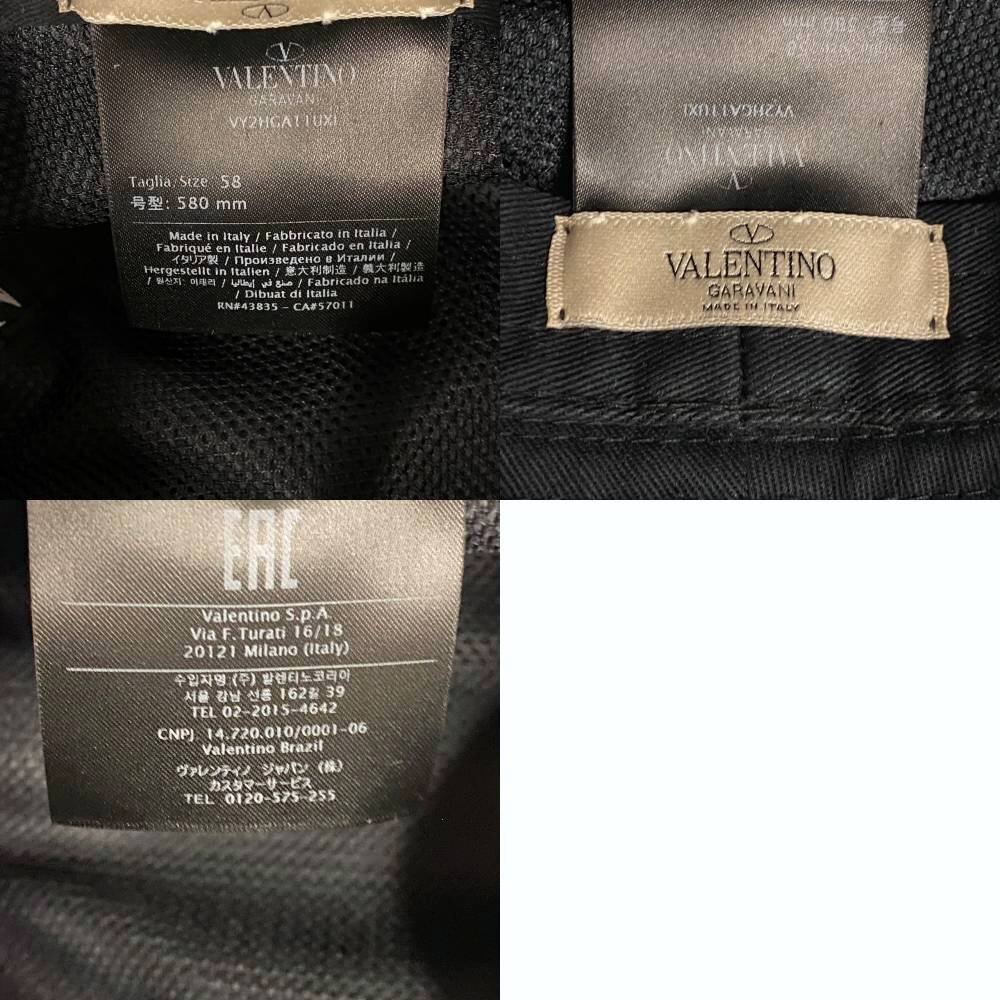 V
VALENTINO
GARAVANI
VY2HGA11UXI
Taglia/Size 58
号型: 580 mm
Made in Italy / Fabbricato in Italia /
Fabriqué en Italie / Fabricado en Italia /
イタリア製 / Произведено в Италии /
Hergestellt in Italien / 意大利制造 / 義大利製造
/ 원산지: 이태리 / صنع في إيطاليا / Fabricado na Itália
/ Dibuat di Italia
RN#43835 - CA#57011
VY2HGA11UXI
GARAVANI
VALENTINO
V
V
VALENTINO
GARAVANI
MADE IN ITALY
EAC
Valentino S.p.A.
Via F.Turati 16/18
20121 Milano (Italy)
수입자명 (주) 발렌티노코리아
서울 강남 선릉 162길 39
TEL 02-2015-4642
CNPJ 14.720.010/0001-06
Valentino Brazil
ヴァレンティノ ジャパン (株)
カスタマーサービス
TEL 0120-575-255